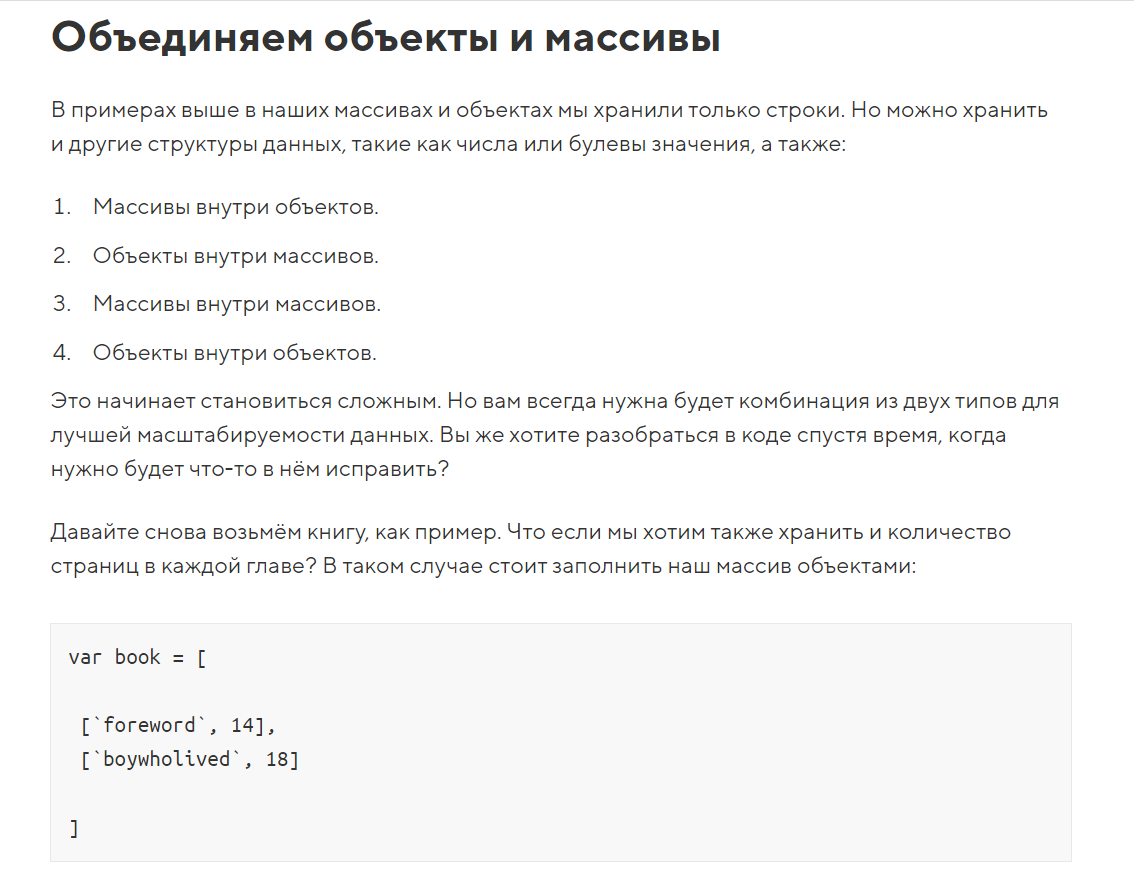 Объединяем объекты и массивы
В примерах выше в наших массивах и объектах мы хранили только строки. Но можно хранить
и другие структуры данных, такие как числа или булевы значения, а также:
1. Массивы внутри объектов.
2. Объекты внутри массивов.
3. Массивы внутри массивов.
4. Объекты внутри объектов.
Это начинает становиться сложным. Но вам всегда нужна будет комбинация из двух типов для
лучшей масштабируемости данных. Вы же хотите разобраться в коде спустя время, когда
нужно будет что-то в нём исправить?
Давайте снова возьмём книгу, как пример. Что если мы хотим также хранить и количество
страниц в каждой главе? В таком случае стоит заполнить наш массив объектами:
var book = [
[`foreword`, 14],
[`boywholived`, 18]
]